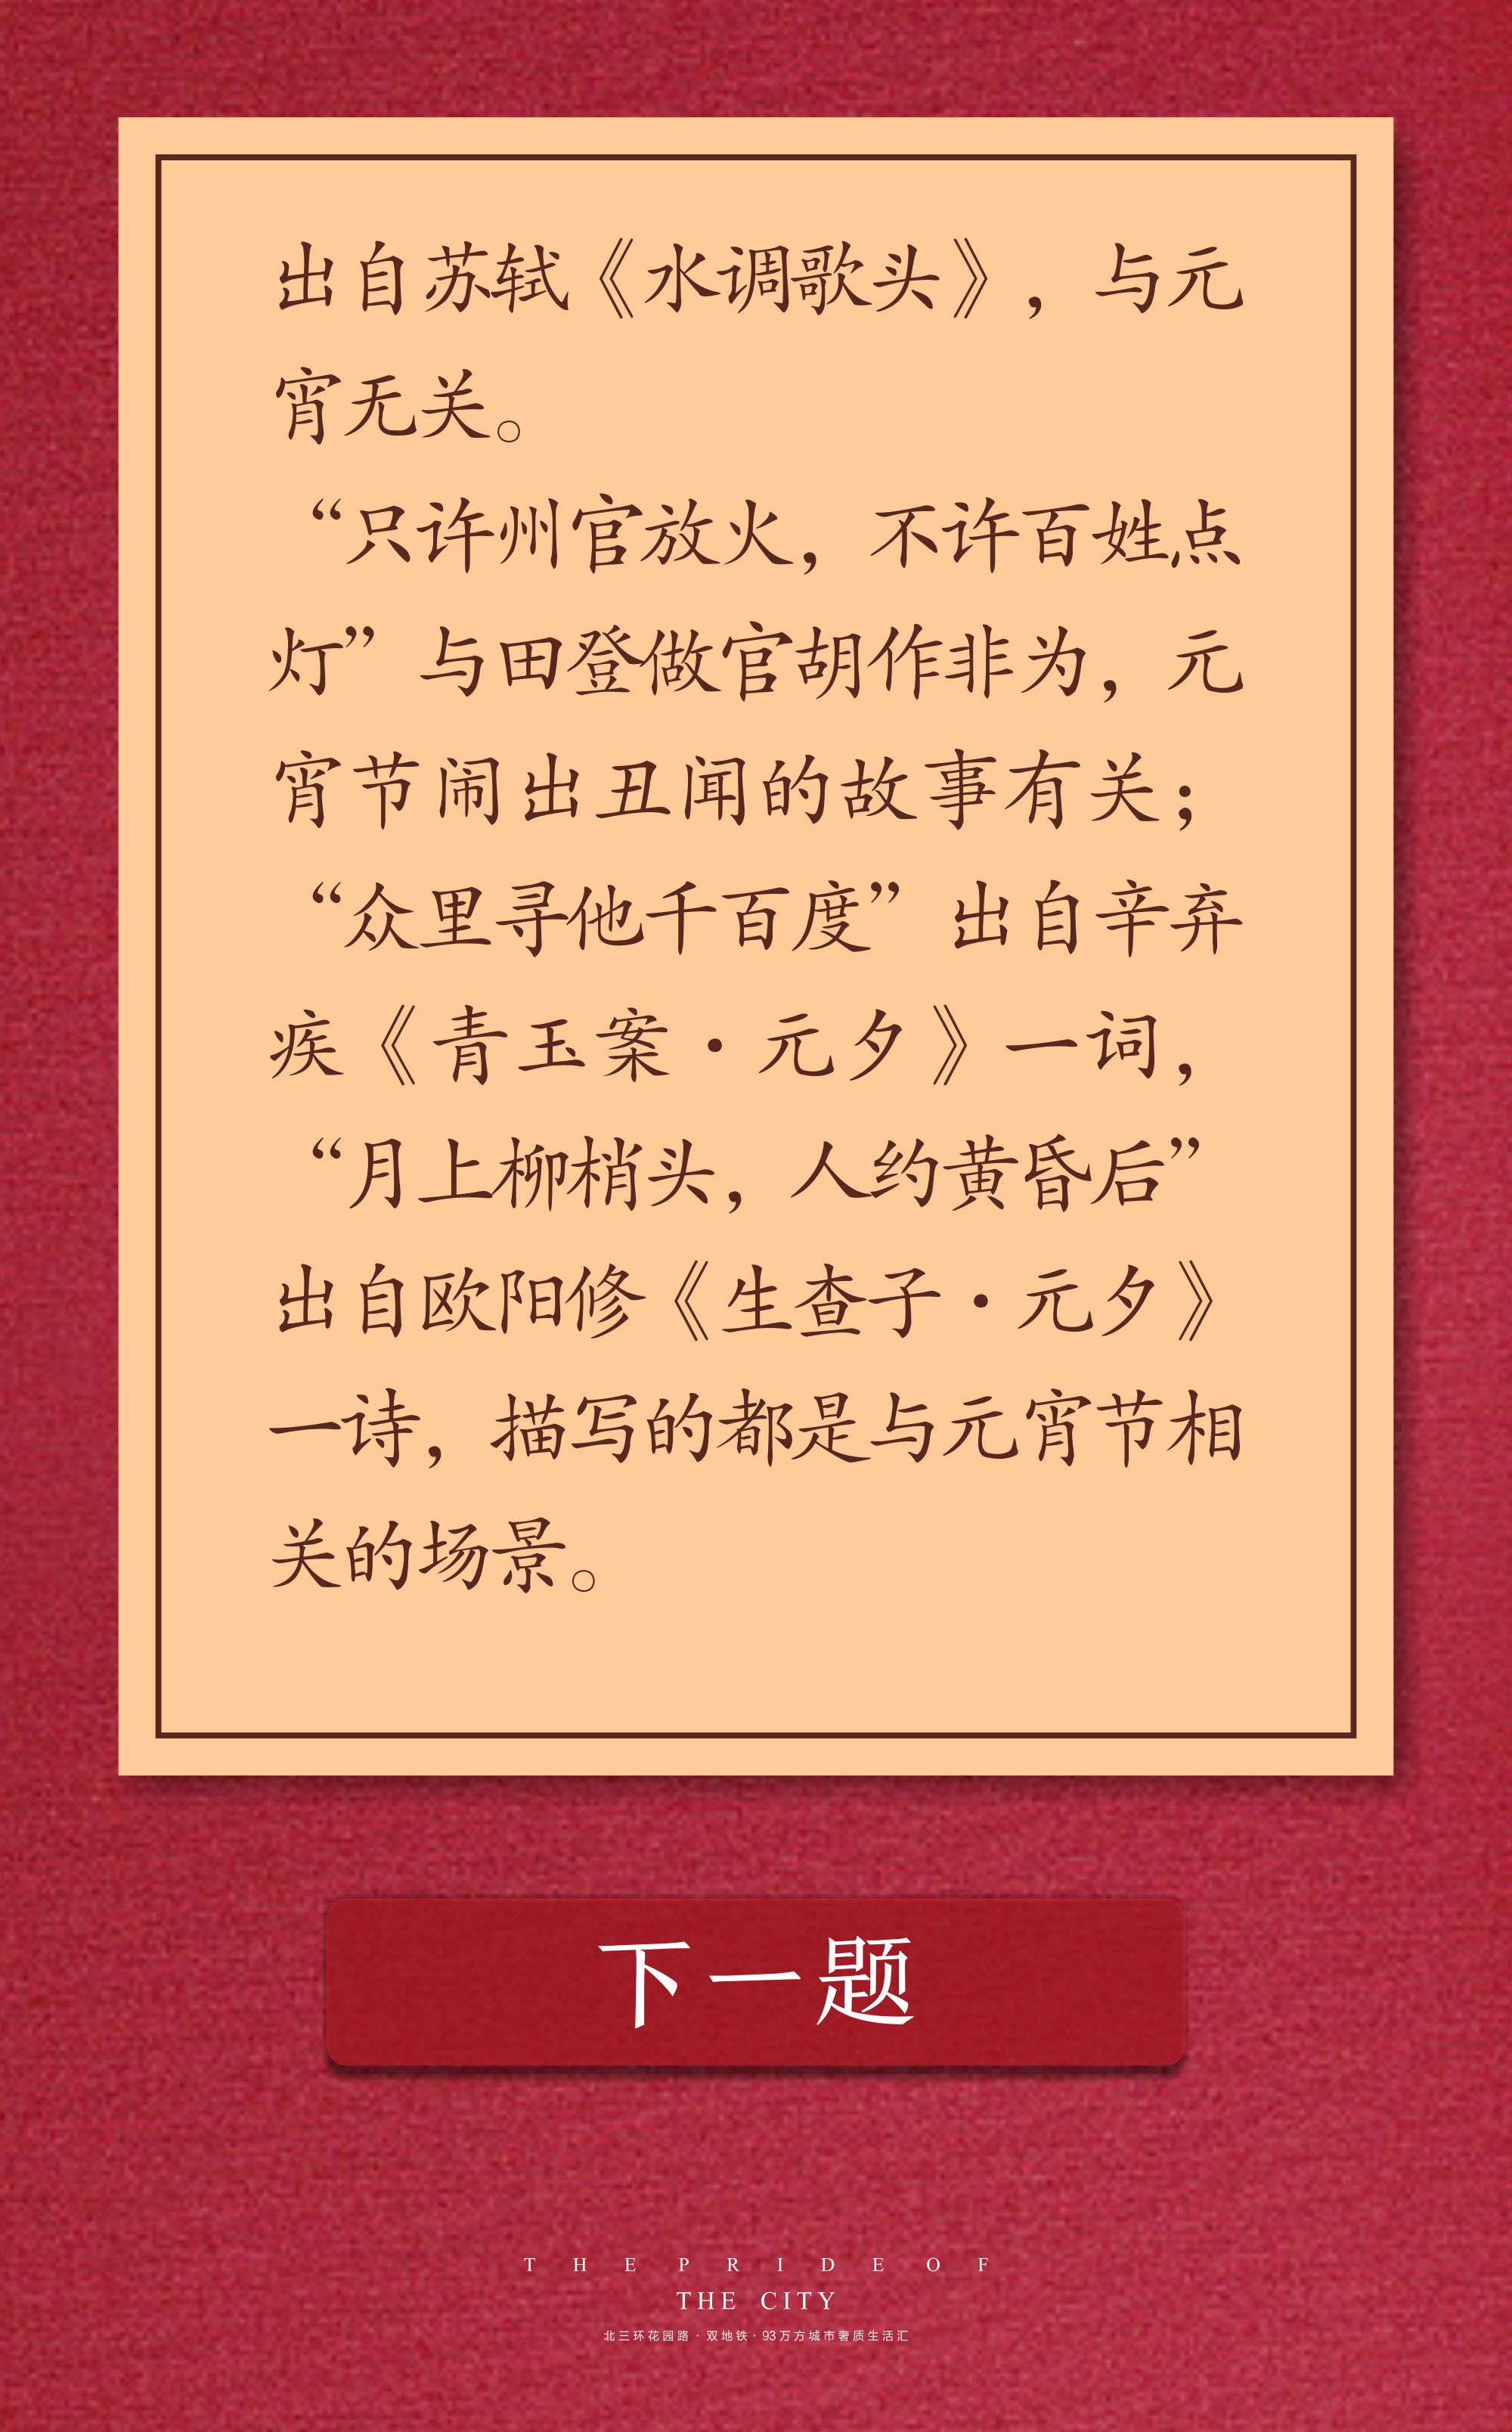 出自苏轼《水调歌头》，与元
宵无关。
“只许州官放火，不许百姓点
灯”与田登做官胡作非为，元
宵节闹出丑闻的故事有关；
“众里寻他千百度”出自辛弃
疾《青玉案·元夕》一词，
“月上柳梢头，人约黄昏后”
出自欧阳修《生查子·元夕》
一诗，描写的都是与元宵节相
关的场景。
下一题
THE PRIDE OF
THE CITY
北三环花园路·双地铁·93万方城市奢质生活汇